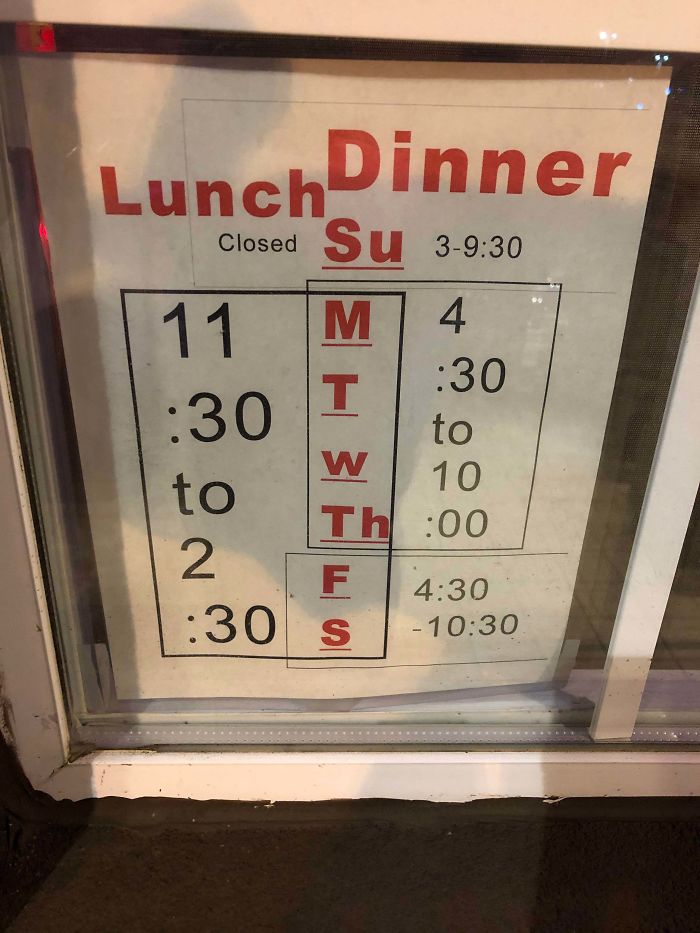 Lunch Dinner
Closed Su 3-9:30
11
:30
to
2
:30
M
T
W
Th
F
S
4
:30
to
10
:00
4:30
-10:30